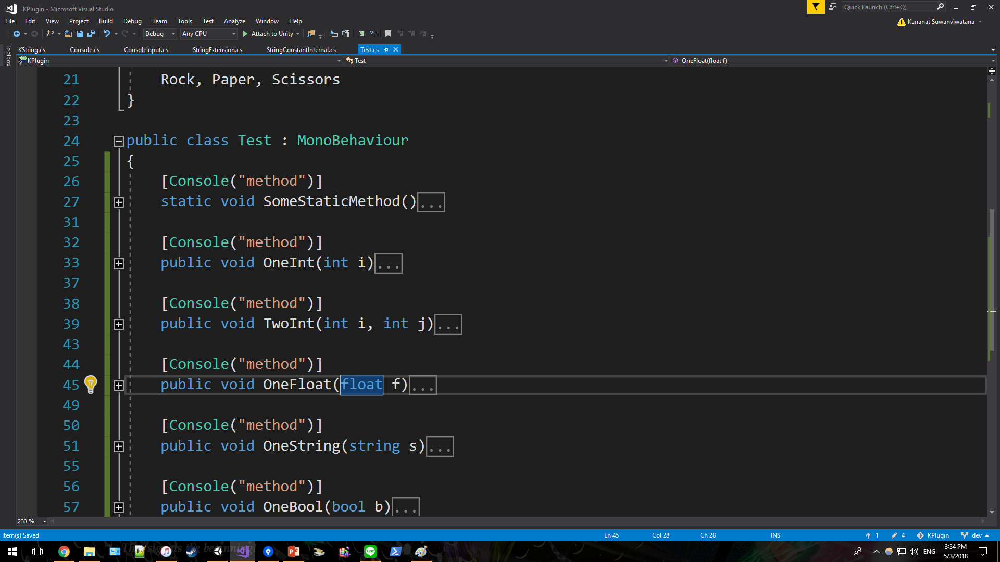 KPlugin - Microsoft Visual Studio
Quick Launch (Ctrl+Q)
File Edit View Project Build Debug Team Tools Test Analyze Window Help
Kananat Suwanviwatana
Debug Any CPU Attach to Unity
Toolbox
KString.cs Console.cs ConsoleInput.cs StringExtension.cs StringConstantInternal.cs Test.cs
KPlugin Test OneFloat(float f)
21 Rock, Paper, Scissors
22 }
23
24 public class Test : MonoBehaviour
25 {
26 [Console("method")]
27 static void SomeStaticMethod()...
31
32 [Console("method")]
33 public void OneInt(int i)...
37
38 [Console("method")]
39 public void TwoInt(int i, int j)...
43
44 [Console("method")]
45 public void OneFloat(float f)...
49
50 [Console("method")]
51 public void OneString(string s)...
55
56 [Console("method")]
57 public void OneBool(bool b)...
230 %
Item(s) Saved Ln 45 Col 28 Ch 28 INS 1 4 KPlugin dev
the beginning!
LINE
ENG
3:34 PM
5/3/2018